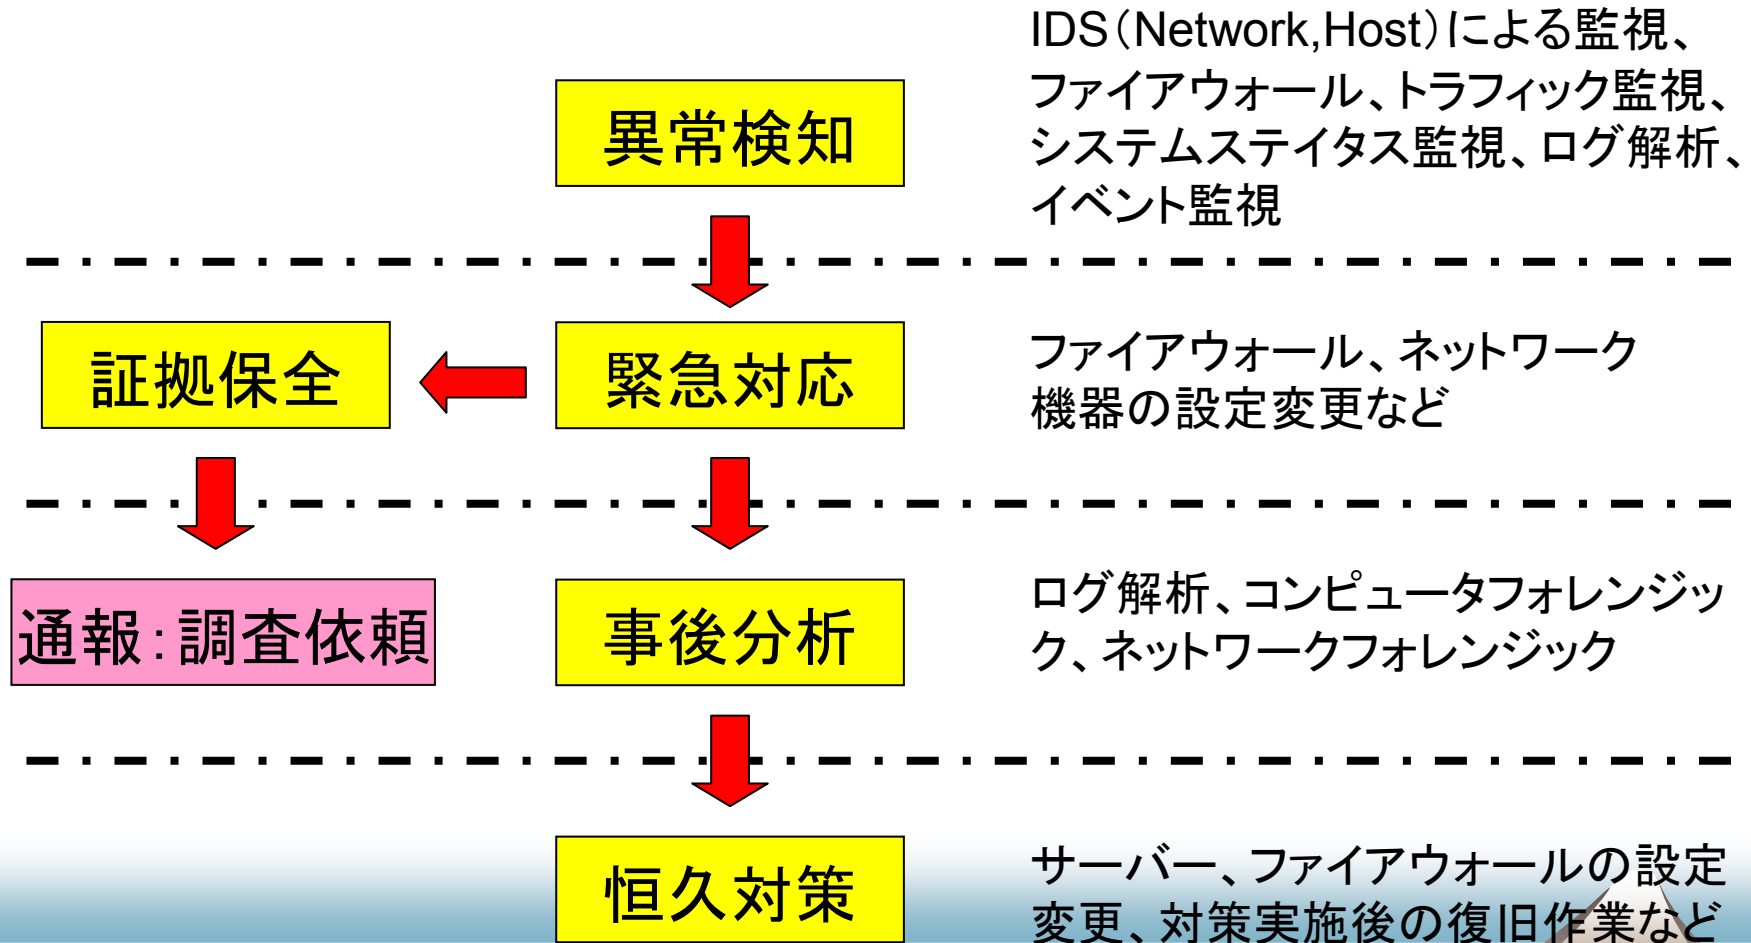 異常検知
IDS（Network,Host）による監視、
ファイアウォール、トラフィック監視、
システムステイタス監視、ログ解析、
イベント監視
証拠保全
緊急対応
ファイアウォール、ネットワーク
機器の設定変更など
通報：調査依頼
事後分析
ログ解析、コンピュータフォレンジッ
ク、ネットワークフォレンジック
恒久対策
サーバー、ファイアウォールの設定
変更、対策実施後の復旧作業など